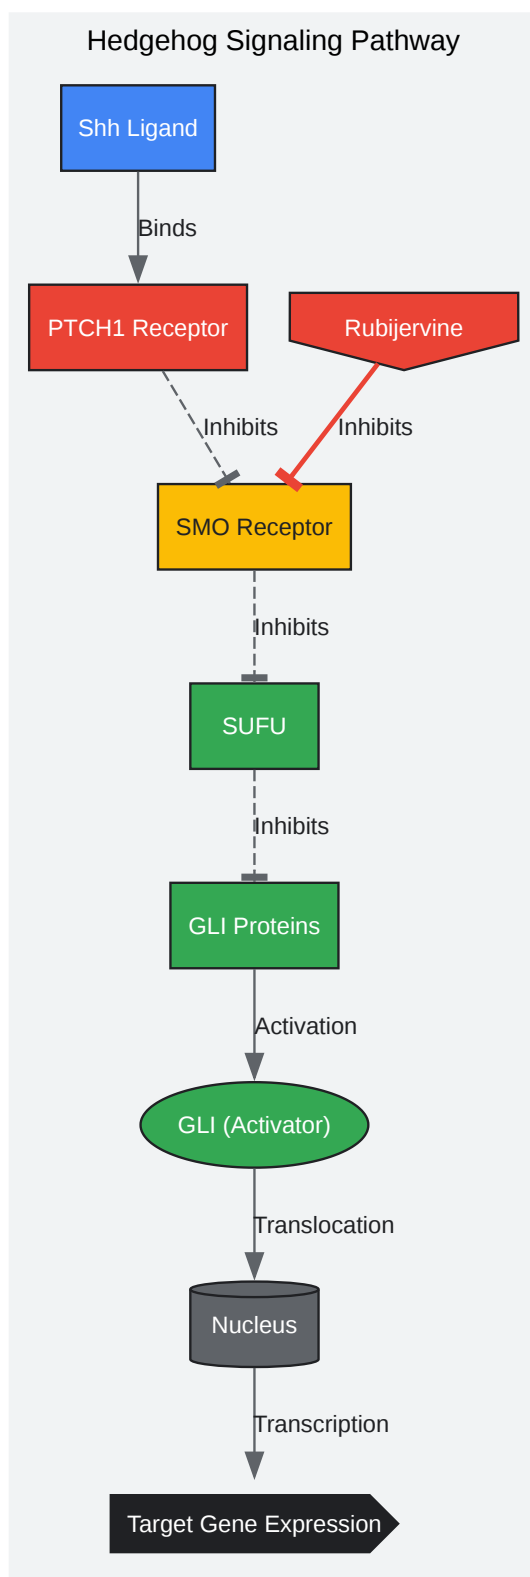 Hedgehog Signaling Pathway
Shh Ligand
Binds
PTCH1 Receptor
Rubijervine
Inhibits
Inhibits
SMO Receptor
Inhibits
SUFU
Inhibits
GLI Proteins
Activation
GLI (Activator)
Translocation
Nucleus
Transcription
Target Gene Expression